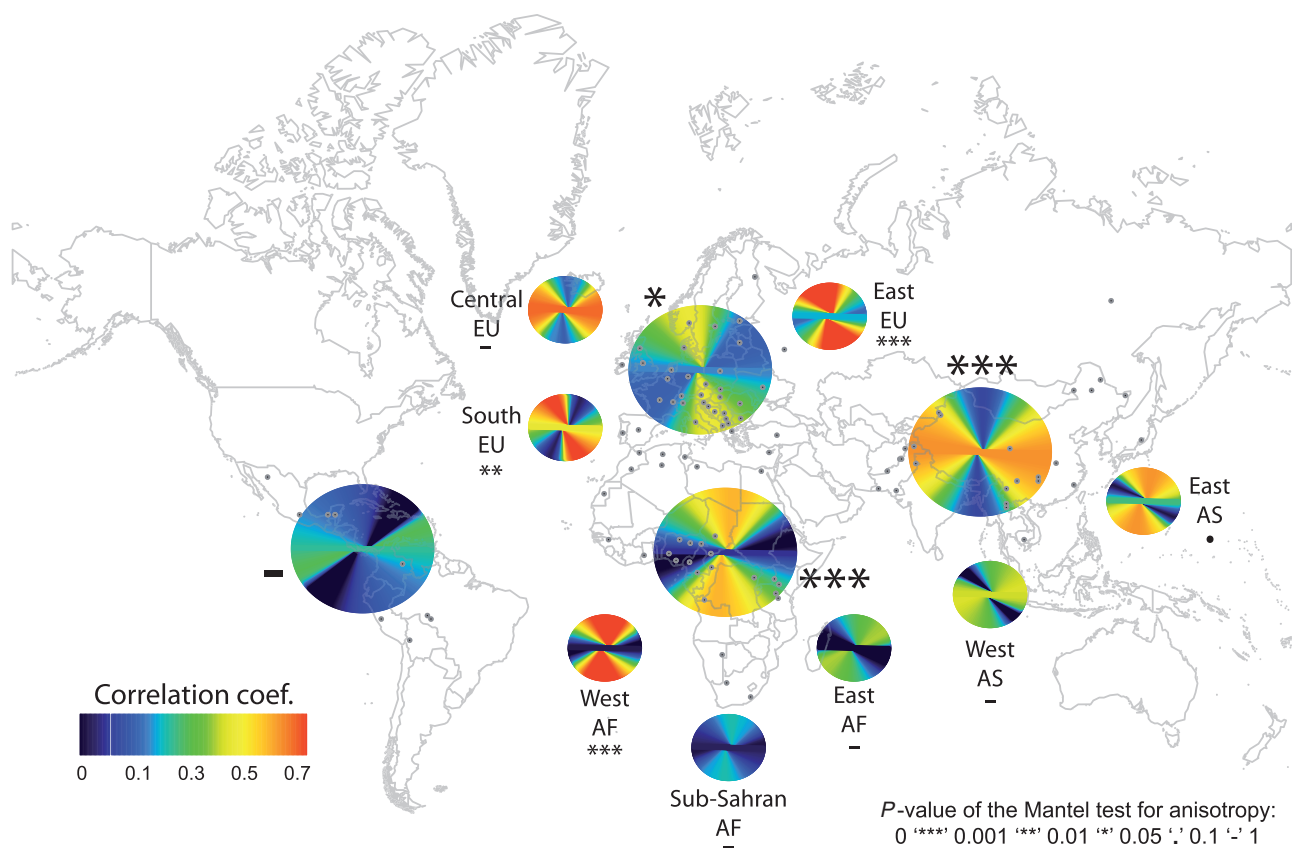 Central
EU
-
*
East
EU
***
South
EU
**
***
East
AS
•
-
***
West
AS
-
West
AF
***
East
AF
-
Sub-Sahran
AF
-
Correlation coef.
0 0.1 0.3 0.5 0.7
P-value of the Mantel test for anisotropy:
0 ‘***’ 0.001 ‘**’ 0.01 ‘*’ 0.05 ‘.’ 0.1 ‘-’ 1